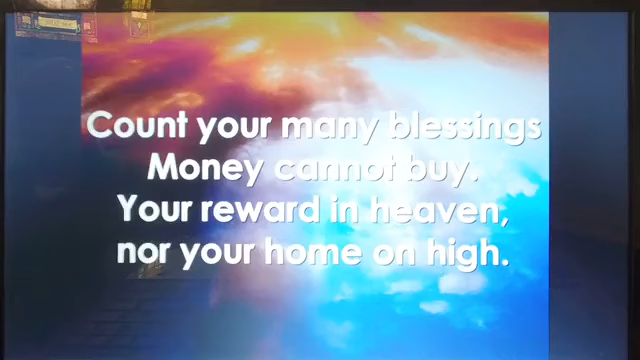 Count your many blessings
Money cannot buy.
Your reward in heaven,
nor your home on high.